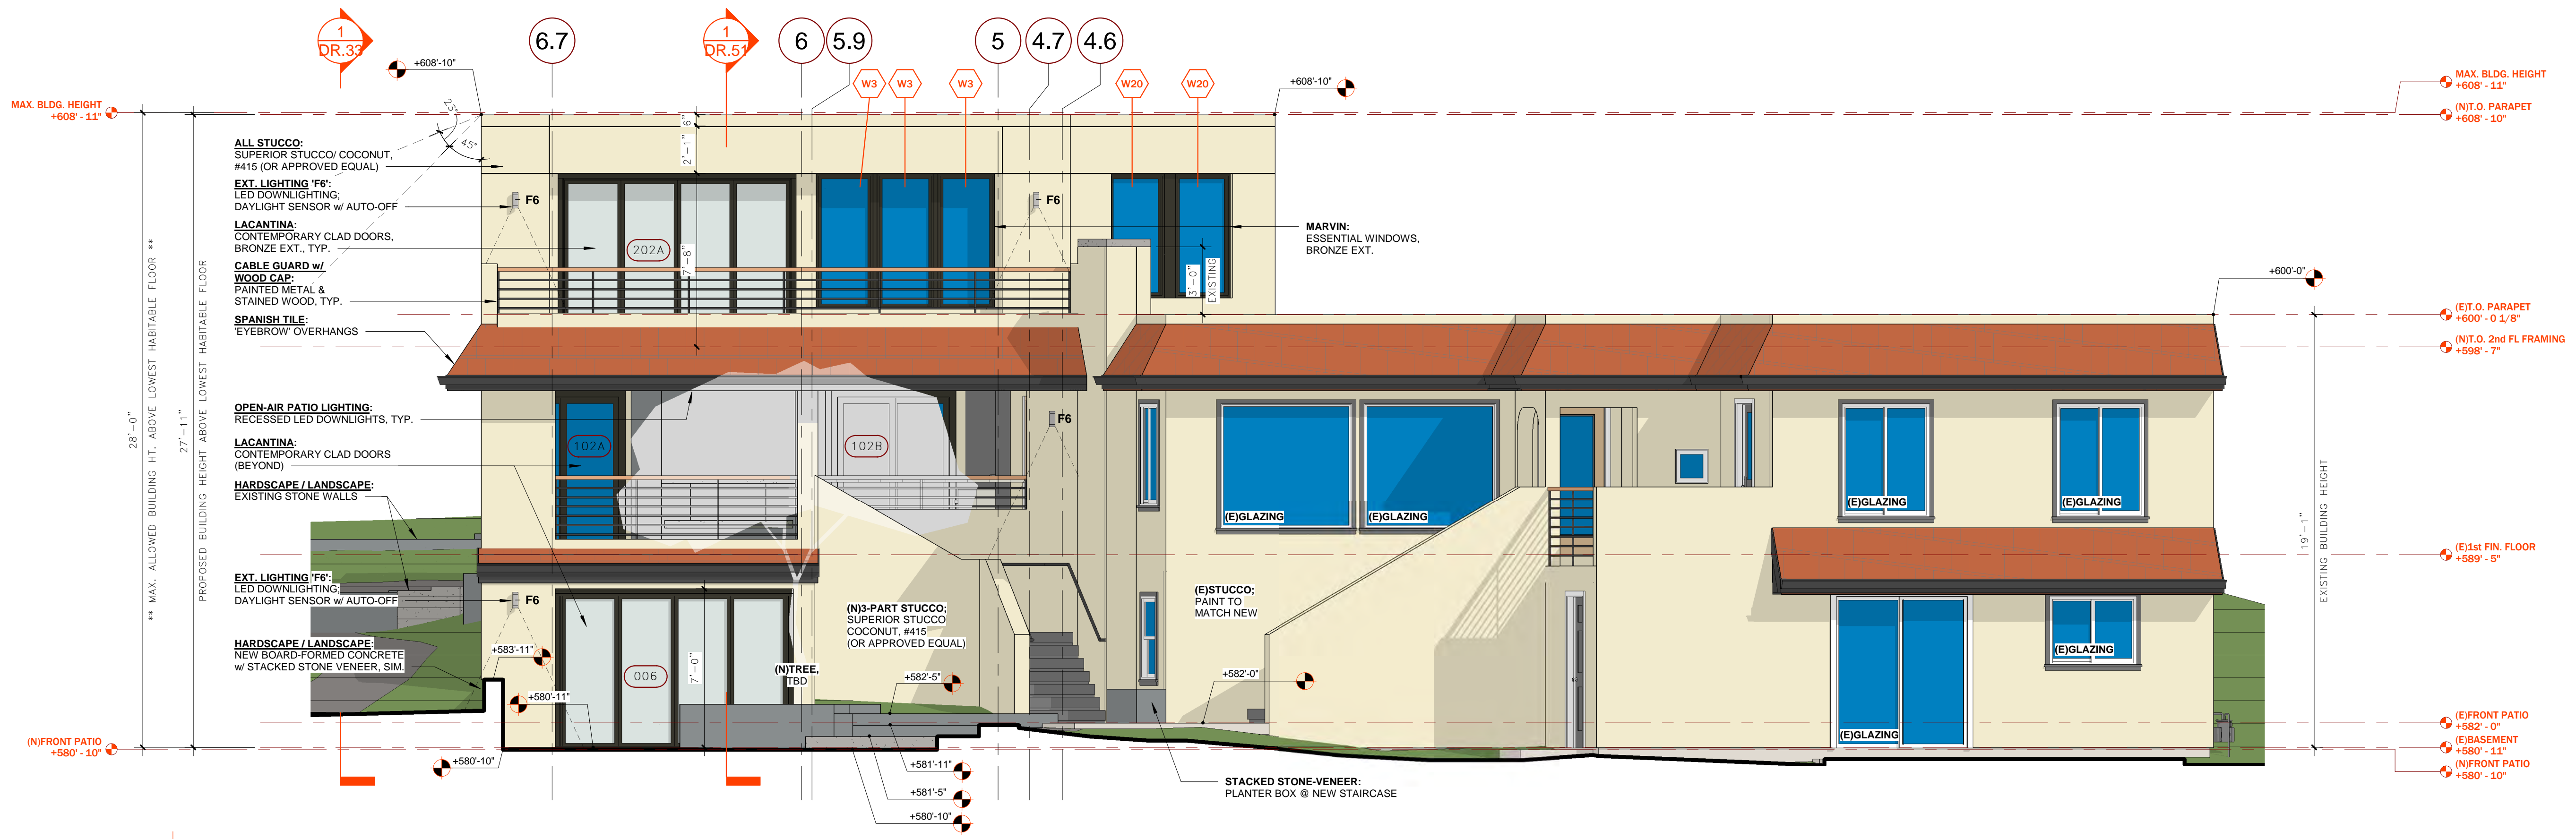 1
DR.33
6.7
1
DR.51
6
5.9
5
4.7
4.6
+608'-10"
W3
W3
W3
W20
W20
+608'-10"
MAX. BLDG. HEIGHT
+608' - 11"
MAX. BLDG. HEIGHT
+608' - 11"
(N)T.O. PARAPET
+608' - 10"
23°
45°
6"
2'-1"
ALL STUCCO:
SUPERIOR STUCCO/ COCONUT,
#415 (OR APPROVED EQUAL)
EXT. LIGHTING 'F6':
LED DOWNLIGHTING;
DAYLIGHT SENSOR w/ AUTO-OFF
LACANTINA:
CONTEMPORARY CLAD DOORS,
BRONZE EXT., TYP.
CABLE GUARD w/
WOOD CAP:
PAINTED METAL &
STAINED WOOD, TYP.
SPANISH TILE:
'EYEBROW' OVERHANGS
F6
202A
7'-8"
F6
MARVIN:
ESSENTIAL WINDOWS,
BRONZE EXT.
3'-0"
EXISTING
+600'-0"
(E)T.O. PARAPET
+600' - 0 1/8"
(N)T.O. 2nd FL FRAMING
+598' - 7"
28'-0"
** MAX. ALLOWED BUILDING HT. ABOVE LOWEST HABITABLE FLOOR **
27'-11"
PROPOSED BUILDING HEIGHT ABOVE LOWEST HABITABLE FLOOR
OPEN-AIR PATIO LIGHTING:
RECESSED LED DOWNLIGHTS, TYP.
LACANTINA:
CONTEMPORARY CLAD DOORS
(BEYOND)
HARDSCAPE / LANDSCAPE:
EXISTING STONE WALLS
102A
102B
F6
(E)GLAZING
(E)GLAZING
(E)GLAZING
(E)GLAZING
19'-1"
EXISTING BUILDING HEIGHT
(E)1st FIN. FLOOR
+589' - 5"
EXT. LIGHTING 'F6':
LED DOWNLIGHTING;
DAYLIGHT SENSOR w/ AUTO-OFF
F6
HARDSCAPE / LANDSCAPE:
NEW BOARD-FORMED CONCRETE
w/ STACKED STONE VENEER, SIM.
+583'-11"
+580'-11"
006
7'-0"
(N)TREE,
TBD
(N)3-PART STUCCO;
SUPERIOR STUCCO
COCONUT, #415
(OR APPROVED EQUAL)
(E)STUCCO;
PAINT TO
MATCH NEW
+582'-5"
+582'-0"
(E)GLAZING
(E)GLAZING
(E)FRONT PATIO
+582' - 0"
(E)BASEMENT
+580' - 11"
(N)FRONT PATIO
+580' - 10"
(N)FRONT PATIO
+580' - 10"
+580'-10"
+581'-11"
+581'-5"
+580'-10"
STACKED STONE-VENEER:
PLANTER BOX @ NEW STAIRCASE